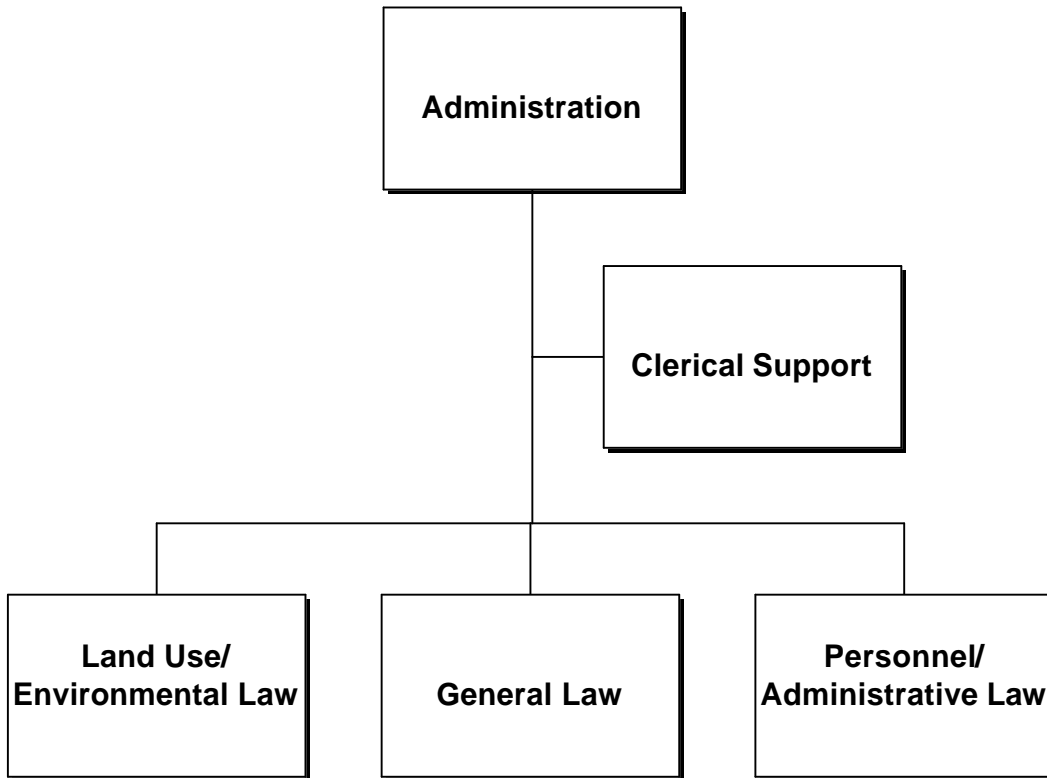 Administration
Clerical Support
Land Use/
Environmental Law
General Law
Personnel/
Administrative Law